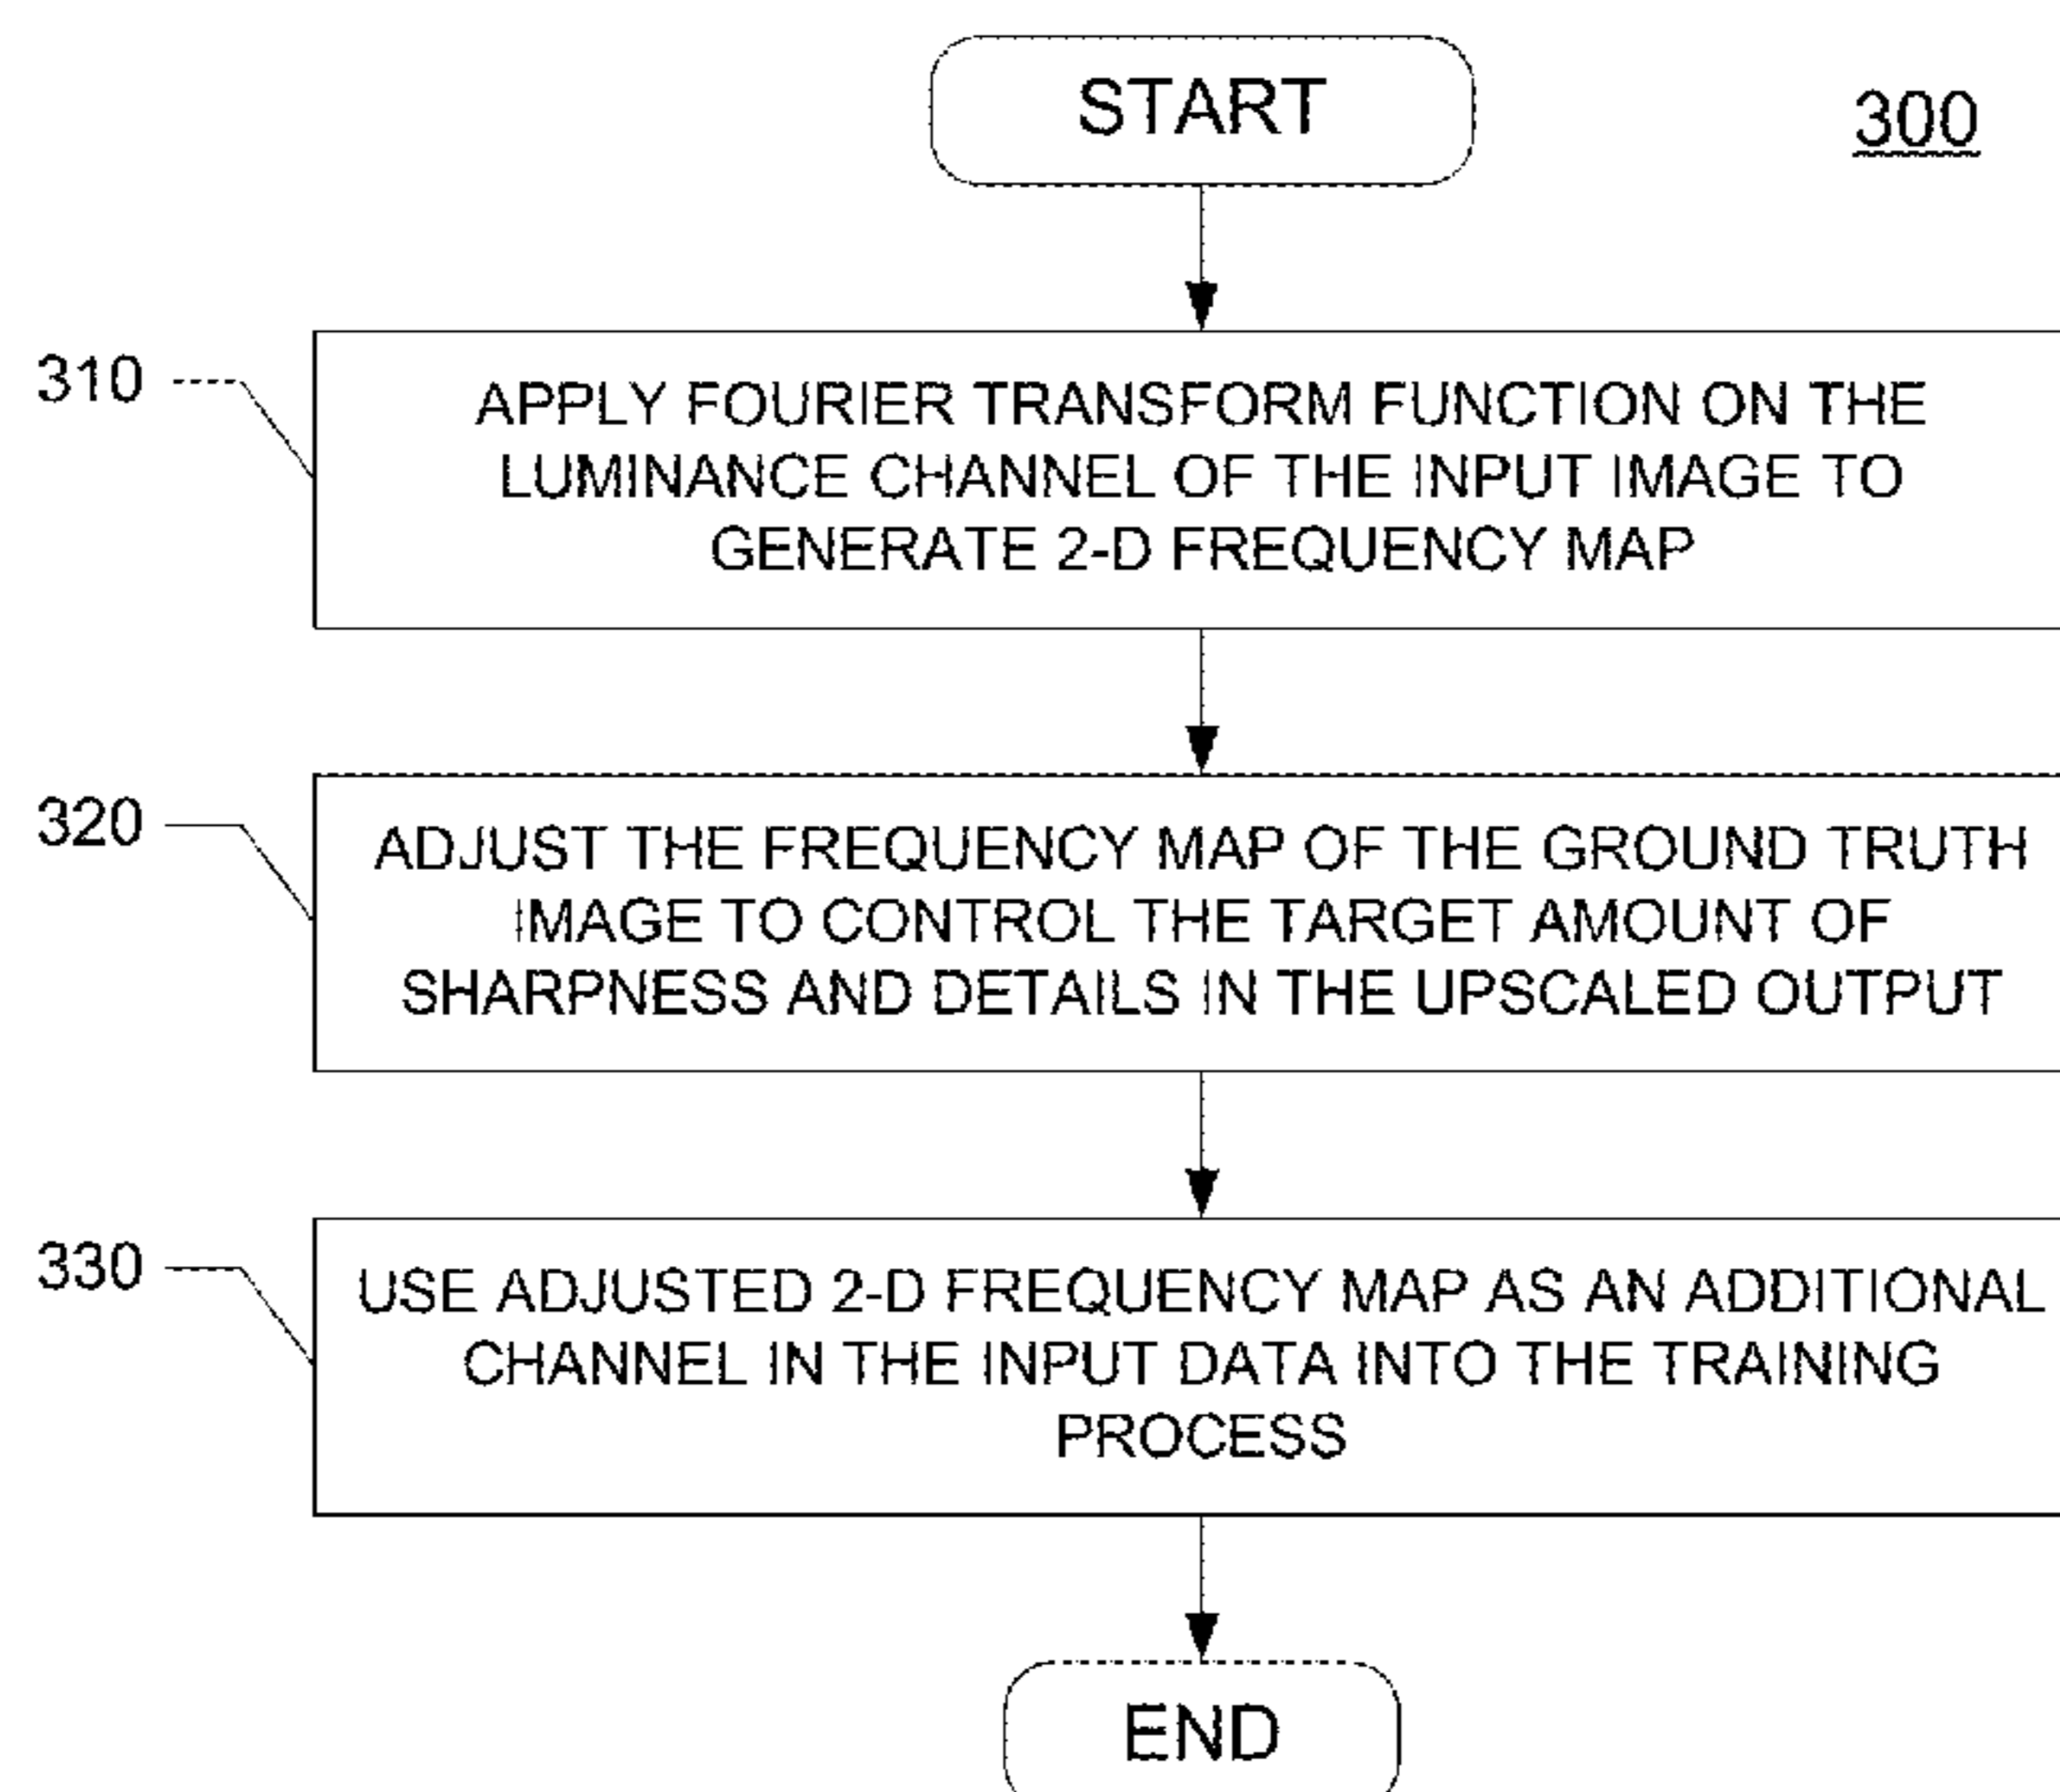 START
300
310
APPLY FOURIER TRANSFORM FUNCTION ON THE
LUMINANCE CHANNEL OF THE INPUT IMAGE TO
GENERATE 2-D FREQUENCY MAP
320
ADJUST THE FREQUENCY MAP OF THE GROUND TRUTH
IMAGE TO CONTROL THE TARGET AMOUNT OF
SHARPNESS AND DETAILS IN THE UPSCALED OUTPUT
330
USE ADJUSTED 2-D FREQUENCY MAP AS AN ADDITIONAL
CHANNEL IN THE INPUT DATA INTO THE TRAINING
PROCESS
END